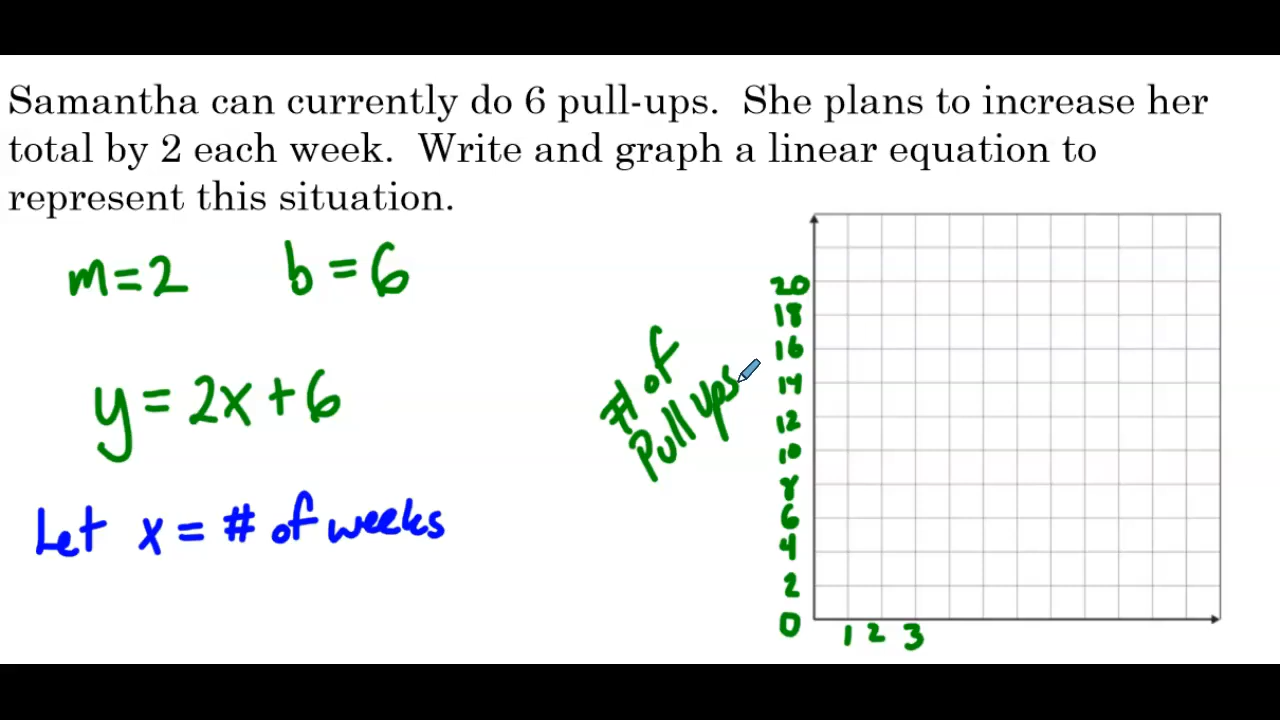 Samantha can currently do 6 pull-ups. She plans to increase her
total by 2 each week. Write and graph a linear equation to
represent this situation.
m=2 b=6
y=2x+6
Let x = # of weeks
# of
Pull ups
20
18
16
14
12
10
8
6
4
2
0
1 2 3